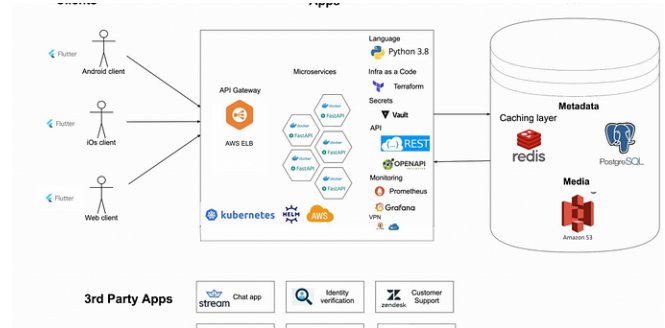 Clients
Apps
Flutter
Android client
Flutter
iOs client
Flutter
Web client
API Gateway
AWS ELB
Microservices
docker
FastAPI
docker
FastAPI
docker
FastAPI
docker
FastAPI
docker
FastAPI
kubernetes
HELM
AWS
Language
Python 3.8
Infra as a Code
Terraform
Secrets
Vault
API
{...} REST
OPENAPI
Monitoring
Prometheus
Grafana
VPN
Metadata
Caching layer
redis
PostgreSQL
Media
Amazon S3
3rd Party Apps
stream
Chat app
Identity
verification
zendesk
Customer
Support